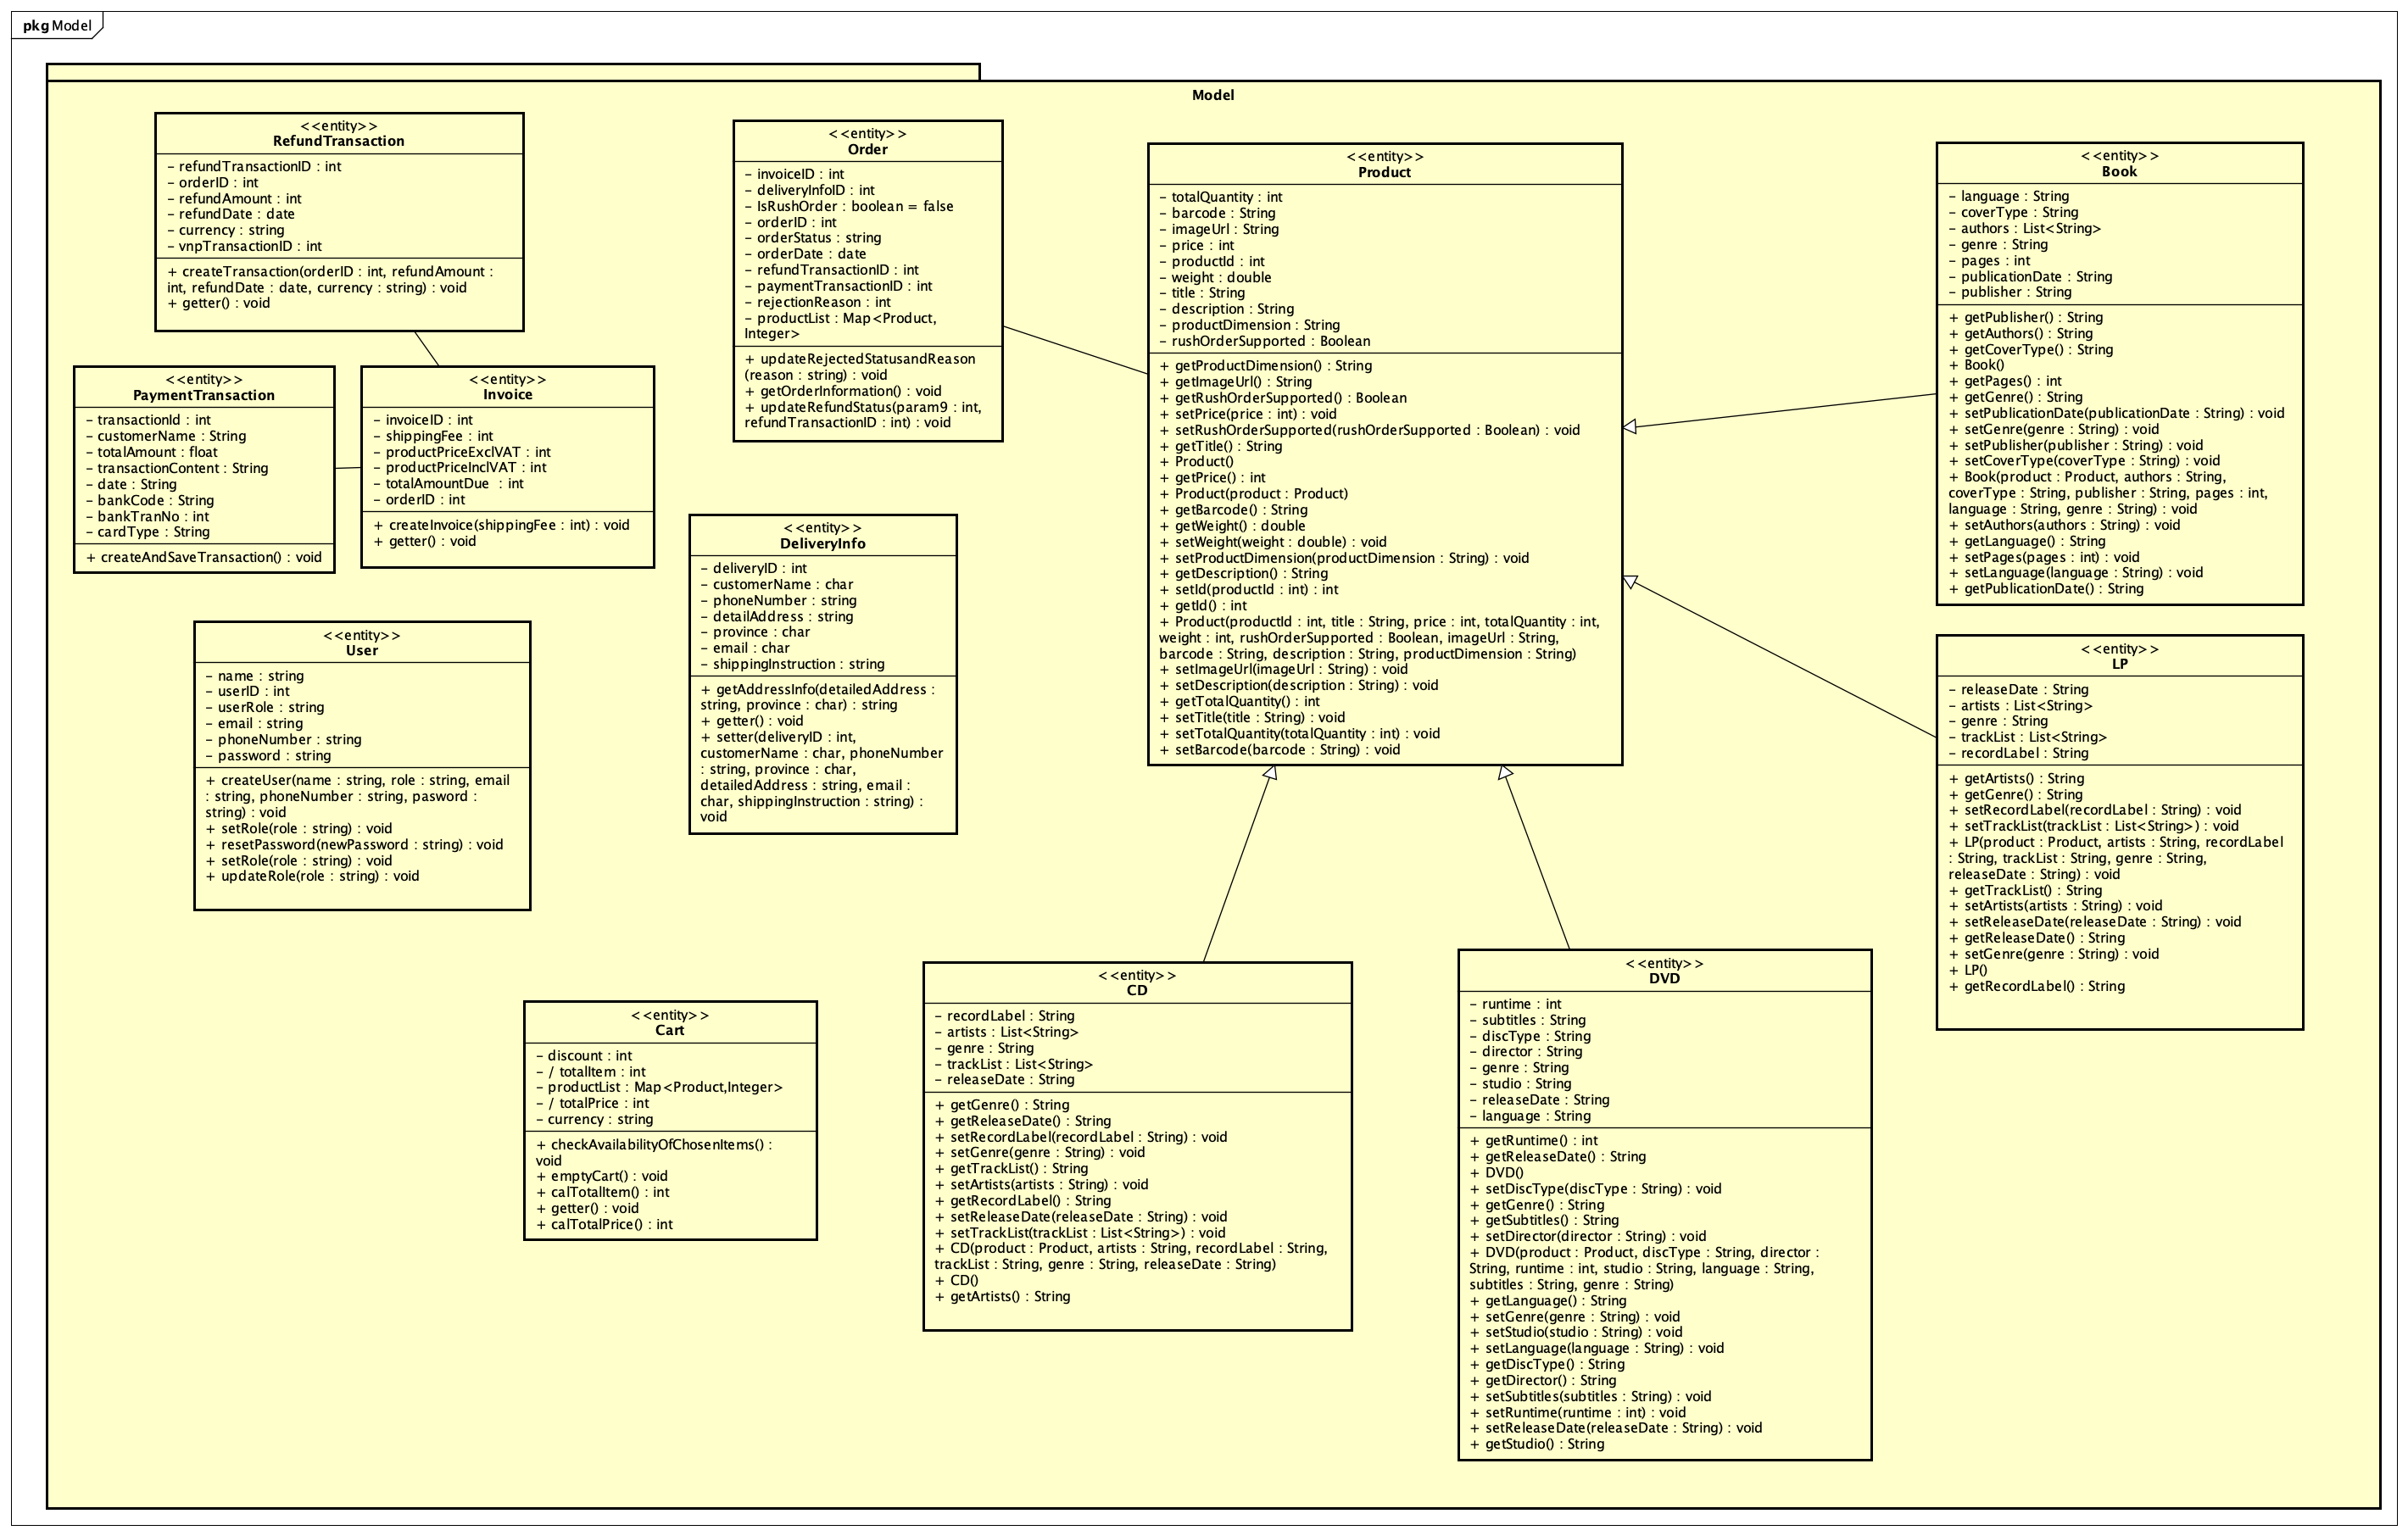 pkg Model
Model
<<entity>>
RefundTransaction
– refundTransactionID : int
– orderID : int
– refundAmount : int
– refundDate : date
– currency : string
– vnpTransactionID : int
+ createTransaction(orderID : int, refundAmount :
int, refundDate : date, currency : string) : void
+ getter() : void
<<entity>>
PaymentTransaction
– transactionId : int
– customerName : String
– totalAmount : float
– transactionContent : String
– date : String
– bankCode : String
– bankTranNo : int
– cardType : String
+ createAndSaveTransaction() : void
<<entity>>
Invoice
– invoiceID : int
– shippingFee : int
– productPriceExclVAT : int
– productPriceInclVAT : int
– totalAmountDue  : int
– orderID : int
+ createInvoice(shippingFee : int) : void
+ getter() : void
<<entity>>
User
– name : string
– userID : int
– userRole : string
– email : string
– phoneNumber : string
– password : string
+ createUser(name : string, role : string, email
: string, phoneNumber : string, pasword :
string) : void
+ setRole(role : string) : void
+ resetPassword(newPassword : string) : void
+ setRole(role : string) : void
+ updateRole(role : string) : void
<<entity>>
Order
– invoiceID : int
– deliveryInfoID : int
– IsRushOrder : boolean = false
– orderID : int
– orderStatus : string
– orderDate : date
– refundTransactionID : int
– paymentTransactionID : int
– rejectionReason : int
– productList : Map<Product,
Integer>
+ updateRejectedStatusandReason
(reason : string) : void
+ getOrderInformation() : void
+ updateRefundStatus(param9 : int,
refundTransactionID : int) : void
<<entity>>
DeliveryInfo
– deliveryID : int
– customerName : char
– phoneNumber : string
– detailAddress : string
– province : char
– email : char
– shippingInstruction : string
+ getAddressInfo(detailedAddress :
string, province : char) : string
+ getter() : void
+ setter(deliveryID : int,
customerName : char, phoneNumber
: string, province : char,
detailedAddress : string, email :
char, shippingInstruction : string) :
void
<<entity>>
Cart
– discount : int
– / totalItem : int
– productList : Map<Product,Integer>
– / totalPrice : int
– currency : string
+ checkAvailabilityOfChosenItems() :
void
+ emptyCart() : void
+ calTotalItem() : int
+ getter() : void
+ calTotalPrice() : int
<<entity>>
Product
– totalQuantity : int
– barcode : String
– imageUrl : String
– price : int
– productId : int
– weight : double
– title : String
– description : String
– productDimension : String
– rushOrderSupported : Boolean
+ getProductDimension() : String
+ getImageUrl() : String
+ getRushOrderSupported() : Boolean
+ setPrice(price : int) : void
+ setRushOrderSupported(rushOrderSupported : Boolean) : void
+ getTitle() : String
+ Product()
+ getPrice() : int
+ Product(product : Product)
+ getBarcode() : String
+ getWeight() : double
+ setWeight(weight : double) : void
+ setProductDimension(productDimension : String) : void
+ getDescription() : String
+ setId(productId : int) : int
+ getId() : int
+ Product(productId : int, title : String, price : int, totalQuantity : int,
weight : int, rushOrderSupported : Boolean, imageUrl : String,
barcode : String, description : String, productDimension : String)
+ setImageUrl(imageUrl : String) : void
+ setDescription(description : String) : void
+ getTotalQuantity() : int
+ setTitle(title : String) : void
+ setTotalQuantity(totalQuantity : int) : void
+ setBarcode(barcode : String) : void
<<entity>>
CD
– recordLabel : String
– artists : List<String>
– genre : String
– trackList : List<String>
– releaseDate : String
+ getGenre() : String
+ getReleaseDate() : String
+ setRecordLabel(recordLabel : String) : void
+ setGenre(genre : String) : void
+ getTrackList() : String
+ setArtists(artists : String) : void
+ getRecordLabel() : String
+ setReleaseDate(releaseDate : String) : void
+ setTrackList(trackList : List<String>) : void
+ CD(product : Product, artists : String, recordLabel : String,
trackList : String, genre : String, releaseDate : String)
+ CD()
+ getArtists() : String
<<entity>>
DVD
– runtime : int
– subtitles : String
– discType : String
– director : String
– genre : String
– studio : String
– releaseDate : String
– language : String
+ getRuntime() : int
+ getReleaseDate() : String
+ DVD()
+ setDiscType(discType : String) : void
+ getGenre() : String
+ getSubtitles() : String
+ setDirector(director : String) : void
+ DVD(product : Product, discType : String, director :
String, runtime : int, studio : String, language : String,
subtitles : String, genre : String)
+ getLanguage() : String
+ setGenre(genre : String) : void
+ setStudio(studio : String) : void
+ setLanguage(language : String) : void
+ getDiscType() : String
+ getDirector() : String
+ setSubtitles(subtitles : String) : void
+ setRuntime(runtime : int) : void
+ setReleaseDate(releaseDate : String) : void
+ getStudio() : String
<<entity>>
Book
– language : String
– coverType : String
– authors : List<String>
– genre : String
– pages : int
– publicationDate : String
– publisher : String
+ getPublisher() : String
+ getAuthors() : String
+ getCoverType() : String
+ Book()
+ getPages() : int
+ getGenre() : String
+ setPublicationDate(publicationDate : String) : void
+ setGenre(genre : String) : void
+ setPublisher(publisher : String) : void
+ setCoverType(coverType : String) : void
+ Book(product : Product, authors : String,
coverType : String, publisher : String, pages : int,
language : String, genre : String) : void
+ setAuthors(authors : String) : void
+ getLanguage() : String
+ setPages(pages : int) : void
+ setLanguage(language : String) : void
+ getPublicationDate() : String
<<entity>>
LP
– releaseDate : String
– artists : List<String>
– genre : String
– trackList : List<String>
– recordLabel : String
+ getArtists() : String
+ getGenre() : String
+ setRecordLabel(recordLabel : String) : void
+ setTrackList(trackList : List<String>) : void
+ LP(product : Product, artists : String, recordLabel
: String, trackList : String, genre : String,
releaseDate : String) : void
+ getTrackList() : String
+ setArtists(artists : String) : void
+ setReleaseDate(releaseDate : String) : void
+ getReleaseDate() : String
+ setGenre(genre : String) : void
+ LP()
+ getRecordLabel() : String